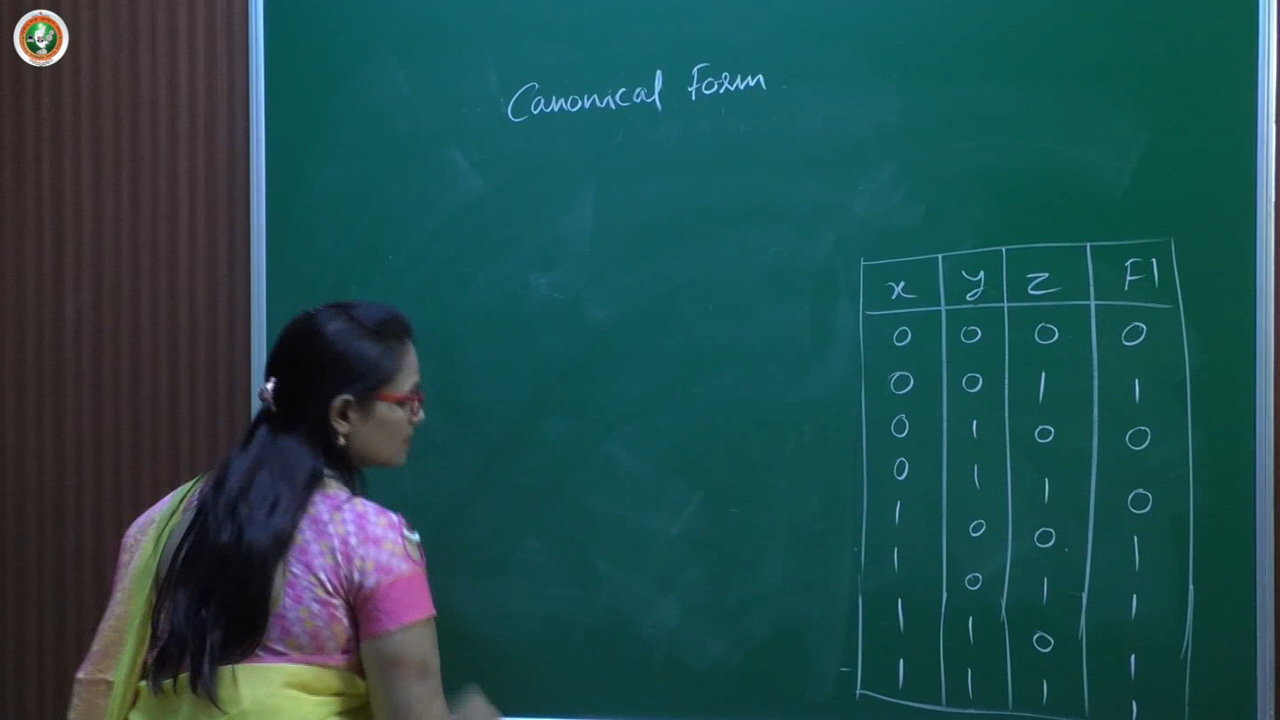 Canonical Form
x y z F1
0 0 0 0
0 0 1 1
0 1 0 0
0 1 1 0
1 0 0 1
1 0 1 1
1 1 0 1
1 1 1 1